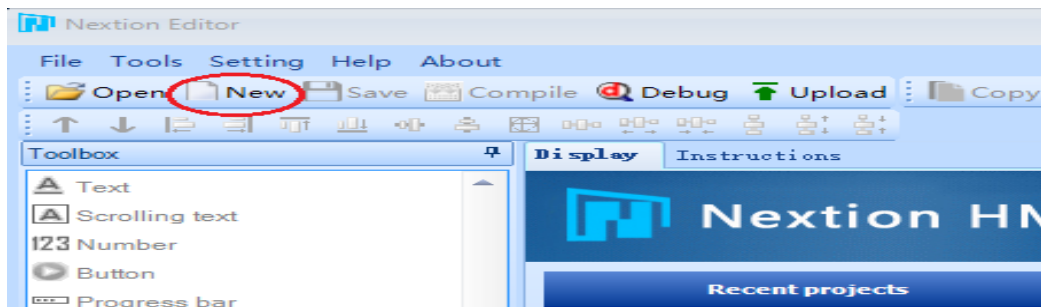 Nextion Editor
File Tools Setting Help About
Open New Save Compile Debug Upload Copy
Toolbox
Display Instructions
A Text
A Scrolling text
123 Number
Button
Progress bar
Nextion HM
Recent projects